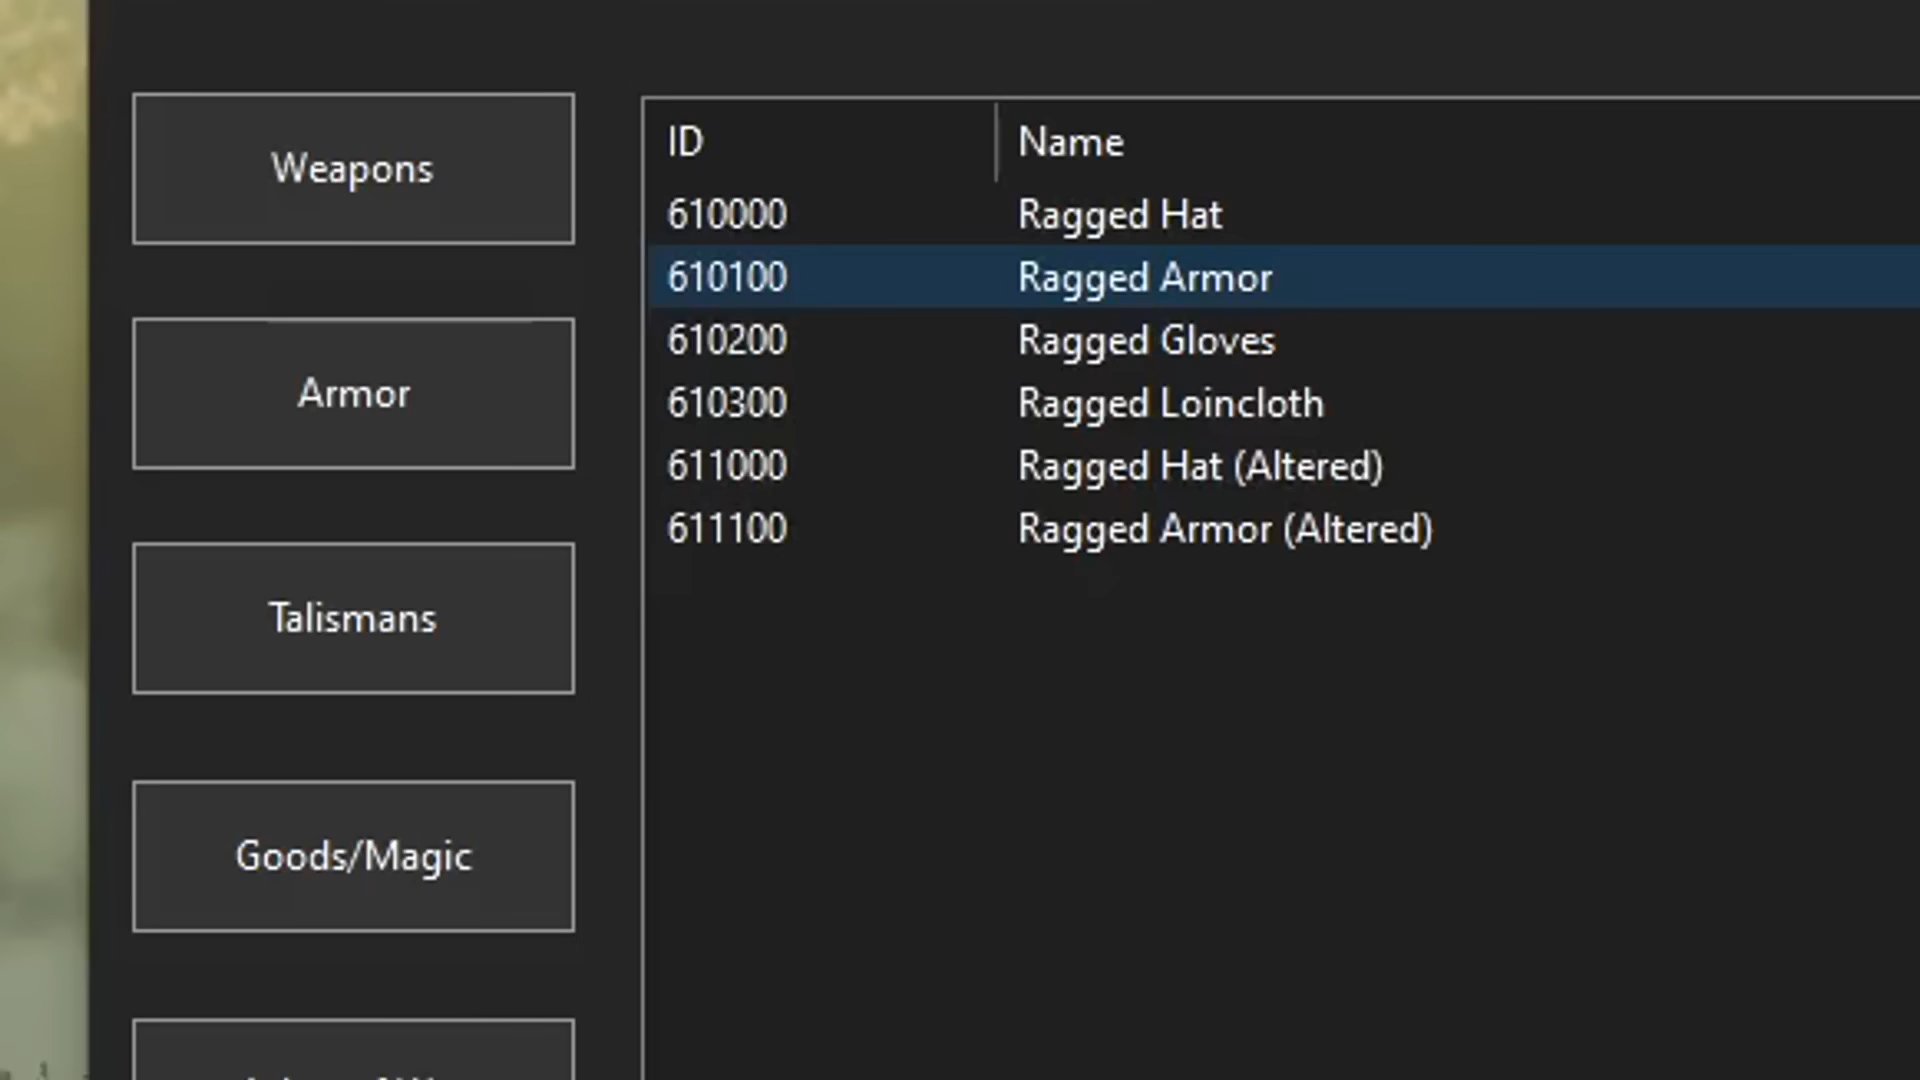 Weapons
Armor
Talismans
Goods/Magic
ID Name
610000 Ragged Hat
610100 Ragged Armor
610200 Ragged Gloves
610300 Ragged Loincloth
611000 Ragged Hat (Altered)
611100 Ragged Armor (Altered)